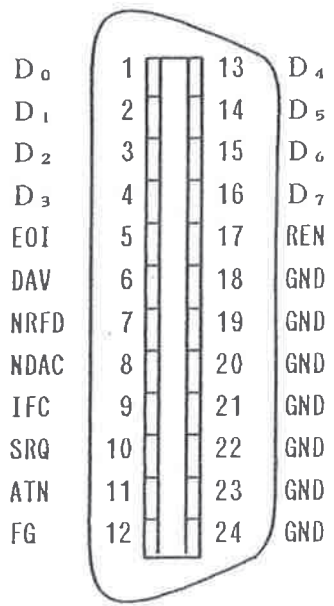 D₀ 1 13 D₄
D₁ 2 14 D₅
D₂ 3 15 D₆
D₃ 4 16 D₇
EOI 5 17 REN
DAV 6 18 GND
NRFD 7 19 GND
NDAC 8 20 GND
IFC 9 21 GND
SRQ 10 22 GND
ATN 11 23 GND
FG 12 24 GND